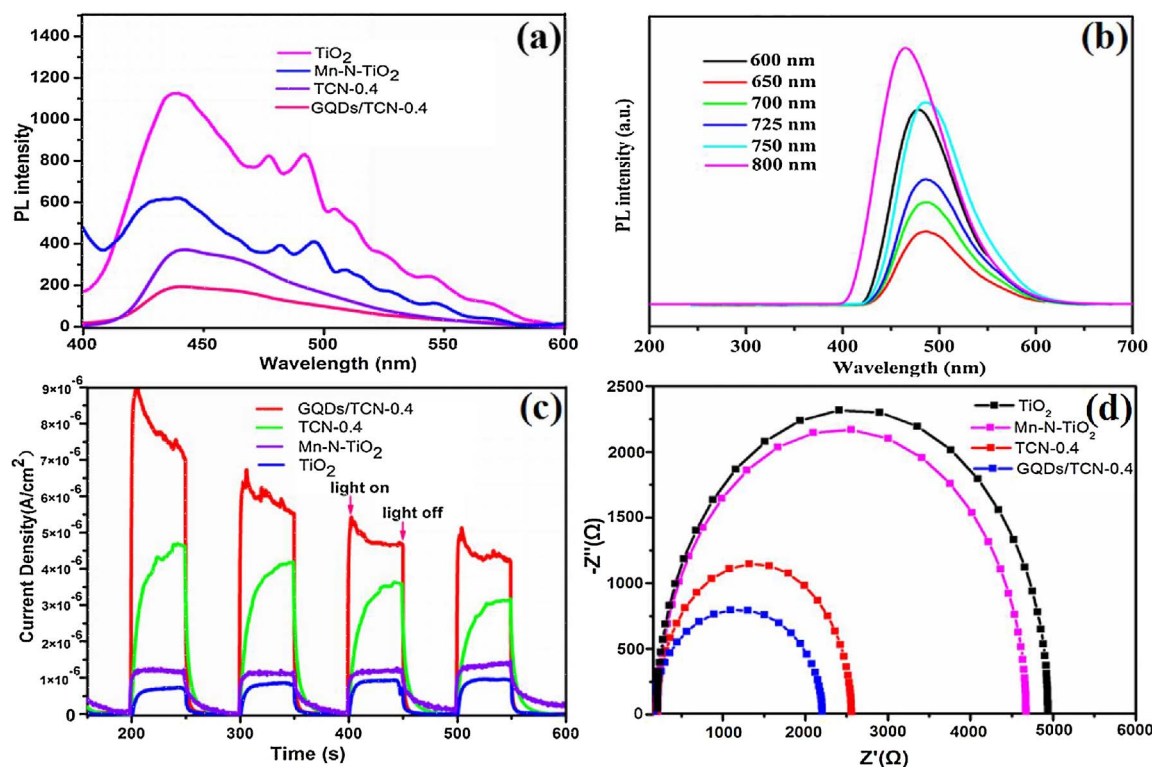 (a)
PL intensity
1400
1200
1000
800
600
400
200
0
TiO₂
Mn-N-TiO₂
TCN-0.4
GQDs/TCN-0.4
400 450 500 550 600
Wavelength (nm)
(b)
PL intensity (a.u.)
600 nm
650 nm
700 nm
725 nm
750 nm
800 nm
200 300 400 500 600 700
Wavelength (nm)
(c)
Current Density(A/cm²)
9×10⁻⁶
8×10⁻⁶
7×10⁻⁶
6×10⁻⁶
5×10⁻⁶
4×10⁻⁶
3×10⁻⁶
2×10⁻⁶
1×10⁻⁶
0
GQDs/TCN-0.4
TCN-0.4
Mn-N-TiO₂
TiO₂
light on
light off
200 300 400 500 600
Time (s)
(d)
-Z"(Ω)
2500
2250
2000
1750
1500
1250
1000
750
500
250
0
TiO₂
Mn-N-TiO₂
TCN-0.4
GQDs/TCN-0.4
1000 2000 3000 4000 5000 6000
Z'(Ω)